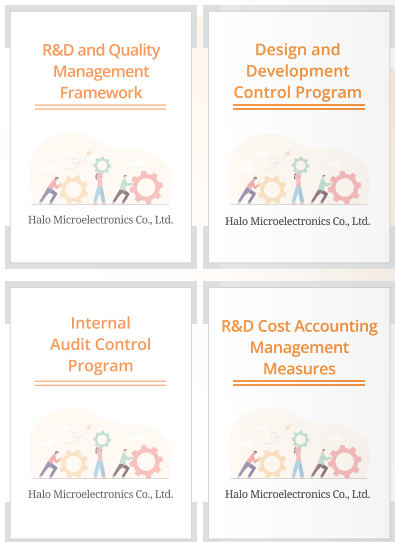 R&D and Quality
Management
Framework
Halo Microelectronics Co., Ltd.
Design and
Development
Control Program
Halo Microelectronics Co., Ltd.
Internal
Audit Control
Program
Halo Microelectronics Co., Ltd.
R&D Cost Accounting
Management
Measures
Halo Microelectronics Co., Ltd.